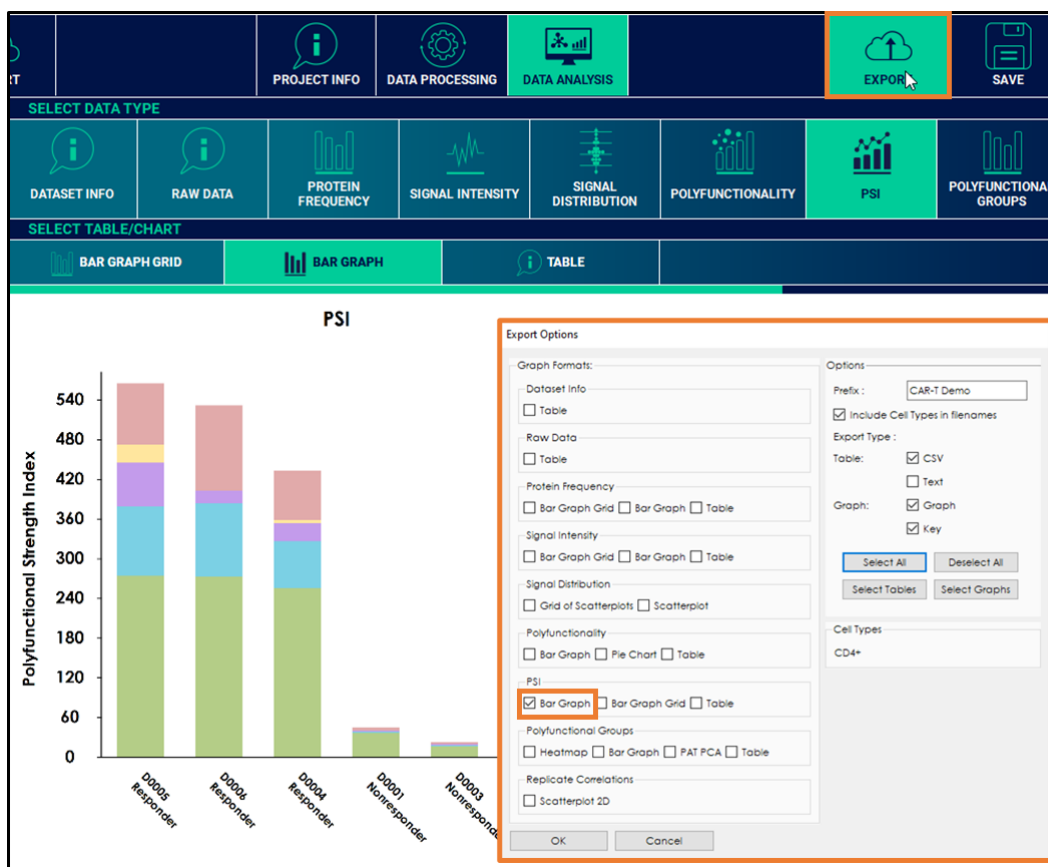 RT
PROJECT INFO
DATA PROCESSING
DATA ANALYSIS
EXPORT
SAVE
SELECT DATA TYPE
DATASET INFO
RAW DATA
PROTEIN
FREQUENCY
SIGNAL INTENSITY
SIGNAL
DISTRIBUTION
POLYFUNCTIONALITY
PSI
POLYFUNCTIONA
GROUPS
SELECT TABLE/CHART
BAR GRAPH GRID
BAR GRAPH
TABLE
PSI
Polyfunctional Strength Index
540
480
420
360
300
240
180
120
60
0
D0005
Responder
D0006
Responder
D0004
Responder
D0001
Nonresponder
D0003
Nonresponde
Export Options
Graph Formats:
Dataset Info
Table
Raw Data
Table
Protein Frequency
Bar Graph Grid Bar Graph Table
Signal Intensity
Bar Graph Grid Bar Graph Table
Signal Distribution
Grid of Scatterplots Scatterplot
Polyfunctionality
Bar Graph Pie Chart Table
PSI
Bar Graph Bar Graph Grid Table
Polyfunctional Groups
Heatmap Bar Graph PAT PCA Table
Replicate Correlations
Scatterplot 2D
OK Cancel
Options
Prefix : CAR-T Demo
Include Cell Types in filenames
Export Type :
Table: CSV
Text
Graph: Graph
Key
Select All Deselect All
Select Tables Select Graphs
Cell Types
CD4+